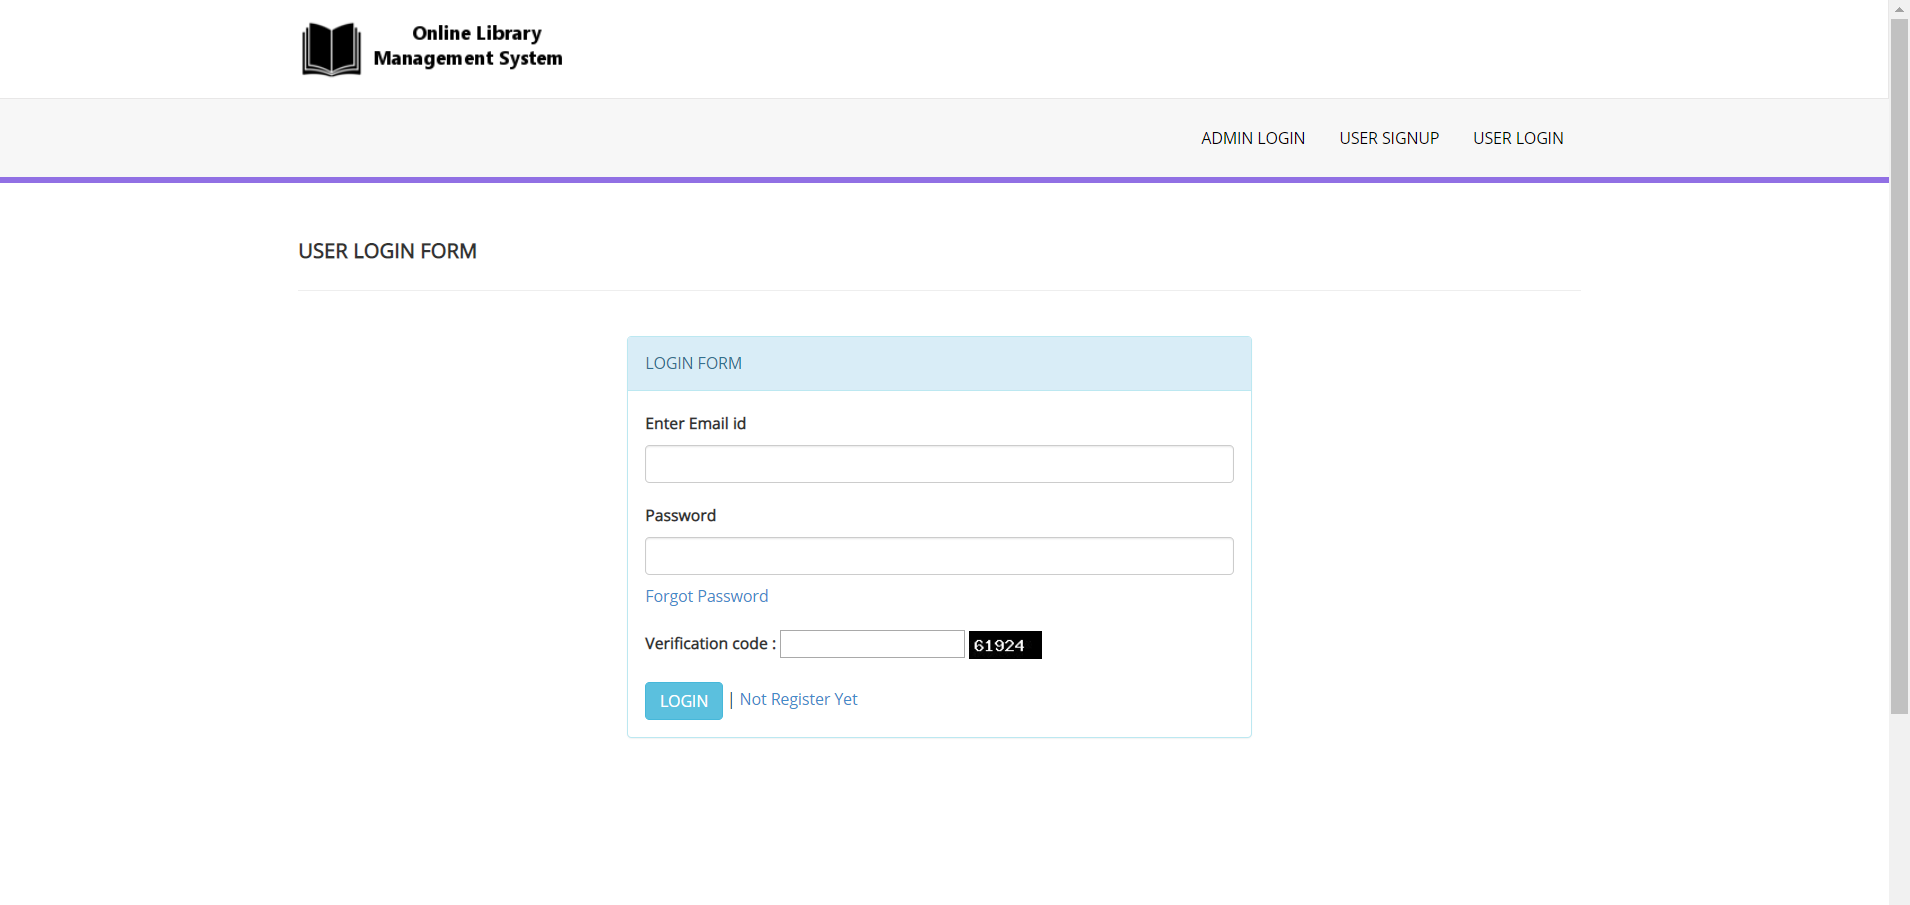 Online Library
Management System
ADMIN LOGIN USER SIGNUP USER LOGIN
USER LOGIN FORM
LOGIN FORM
Enter Email id
Password
Forgot Password
Verification code : 61924
LOGIN | Not Register Yet